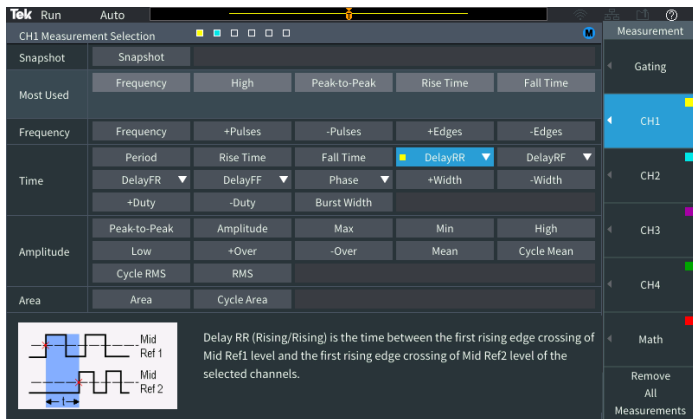 Tek Run Auto
CH1 Measurement Selection M Measurement
Snapshot Snapshot
Gating
Most Used Frequency High Peak-to-Peak Rise Time Fall Time
CH1
Frequency Frequency +Pulses -Pulses +Edges -Edges
Time Period Rise Time Fall Time DelayRR DelayRF
DelayFR DelayFF Phase +Width -Width
CH2
+Duty -Duty Burst Width
Amplitude Peak-to-Peak Amplitude Max Min High
CH3
Low +Over -Over Mean Cycle Mean
Cycle RMS RMS
CH4
Area Area Cycle Area
Mid
Ref 1
Mid
Ref 2
t
Delay RR (Rising/Rising) is the time between the first rising edge crossing of
Mid Ref1 level and the first rising edge crossing of Mid Ref2 level of the
selected channels.
Math
Remove
All
Measurements